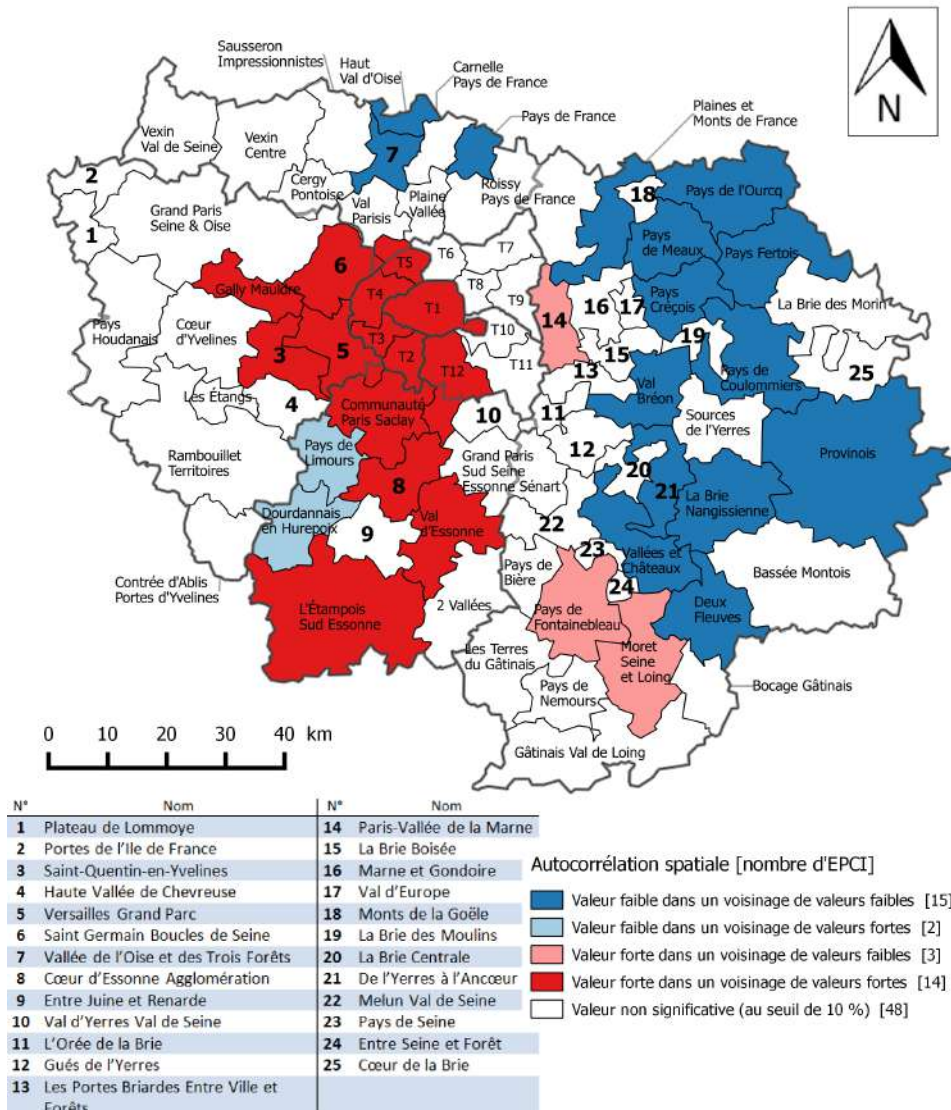 Sausseron
Impressionnistes
Haut
Val d'Oise
Carnelle
Pays de France
Pays de France
Plaines et
Monts de France
N
Vexin
Val de Seine
Vexin
Centre
7
2
Cergy
Pontoise
Val
Parisis
Plaine
Vallée
Roissy
Pays de France
18
Pays de l'Ourcq
1
Grand Paris
Seine & Oise
6
T5
T6
T7
Pays
de Meaux
Pays Fertois
Gally Mauldre
T4
T1
T8
T9
14
16
17
Pays
Créçois
La Brie des Morin
Pays
Houdanais
Cœur
d'Yvelines
3
5
T3
T2
T10
T11
T12
13
15
19
25
Pays de
Coulommiers
Les Étangs
4
Communauté
Paris Saclay
10
11
Val
Bréon
Sources
de l'Yerres
Rambouillet
Territoires
Pays de
Limours
8
Grand Paris
Sud Seine
Essonne Sénart
12
20
21
Provinois
La Brie
Nangissienne
Dourdannais
en Hurepoix
9
Val
d'Essonne
22
23
Vallées et
Châteaux
Bassée Montois
Contrée d'Ablis
Portes d'Yvelines
L'Étampois
Sud Essonne
2 Vallées
Pays de
Bière
Pays de
Fontainebleau
24
Deux
Fleuves
Les Terres
du Gâtinais
Moret
Seine
et Loing
Pays de
Nemours
Bocage Gâtinais
Gâtinais Val de Loing
0 10 20 30 40 km
N° Nom N° Nom
1 Plateau de Lommoye 14 Paris-Vallée de la Marne
2 Portes de l'Ile de France 15 La Brie Boisée
3 Saint-Quentin-en-Yvelines 16 Marne et Gondoire
4 Haute Vallée de Chevreuse 17 Val d'Europe
5 Versailles Grand Parc 18 Monts de la Goële
6 Saint Germain Boucles de Seine 19 La Brie des Moulins
7 Vallée de l'Oise et des Trois Forêts 20 La Brie Centrale
8 Cœur d'Essonne Agglomération 21 De l'Yerres à l'Ancœur
9 Entre Juine et Renarde 22 Melun Val de Seine
10 Val d'Yerres Val de Seine 23 Pays de Seine
11 L'Orée de la Brie 24 Entre Seine et Forêt
12 Gués de l'Yerres 25 Cœur de la Brie
13 Les Portes Briardes Entre Ville et
Forêts
Autocorrélation spatiale [nombre d'EPCI]
Valeur faible dans un voisinage de valeurs faibles [15]
Valeur faible dans un voisinage de valeurs fortes [2]
Valeur forte dans un voisinage de valeurs faibles [3]
Valeur forte dans un voisinage de valeurs fortes [14]
Valeur non significative (au seuil de 10 %) [48]